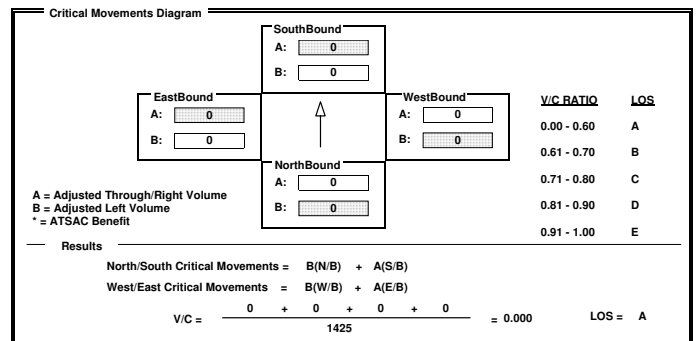 Critical Movements Diagram
SouthBound
A: 0
B: 0
EastBound
A: 0
B: 0
WestBound
A: 0
B: 0
NorthBound
A: 0
B: 0
V/C RATIO LOS
0.00 - 0.60 A
0.61 - 0.70 B
0.71 - 0.80 C
0.81 - 0.90 D
0.91 - 1.00 E
A = Adjusted Through/Right Volume
B = Adjusted Left Volume
* = ATSAC Benefit
Results
North/South Critical Movements = B(N/B) + A(S/B)
West/East Critical Movements = B(W/B) + A(E/B)
V/C = 0 + 0 + 0 + 0 = 0.000 LOS = A
1425